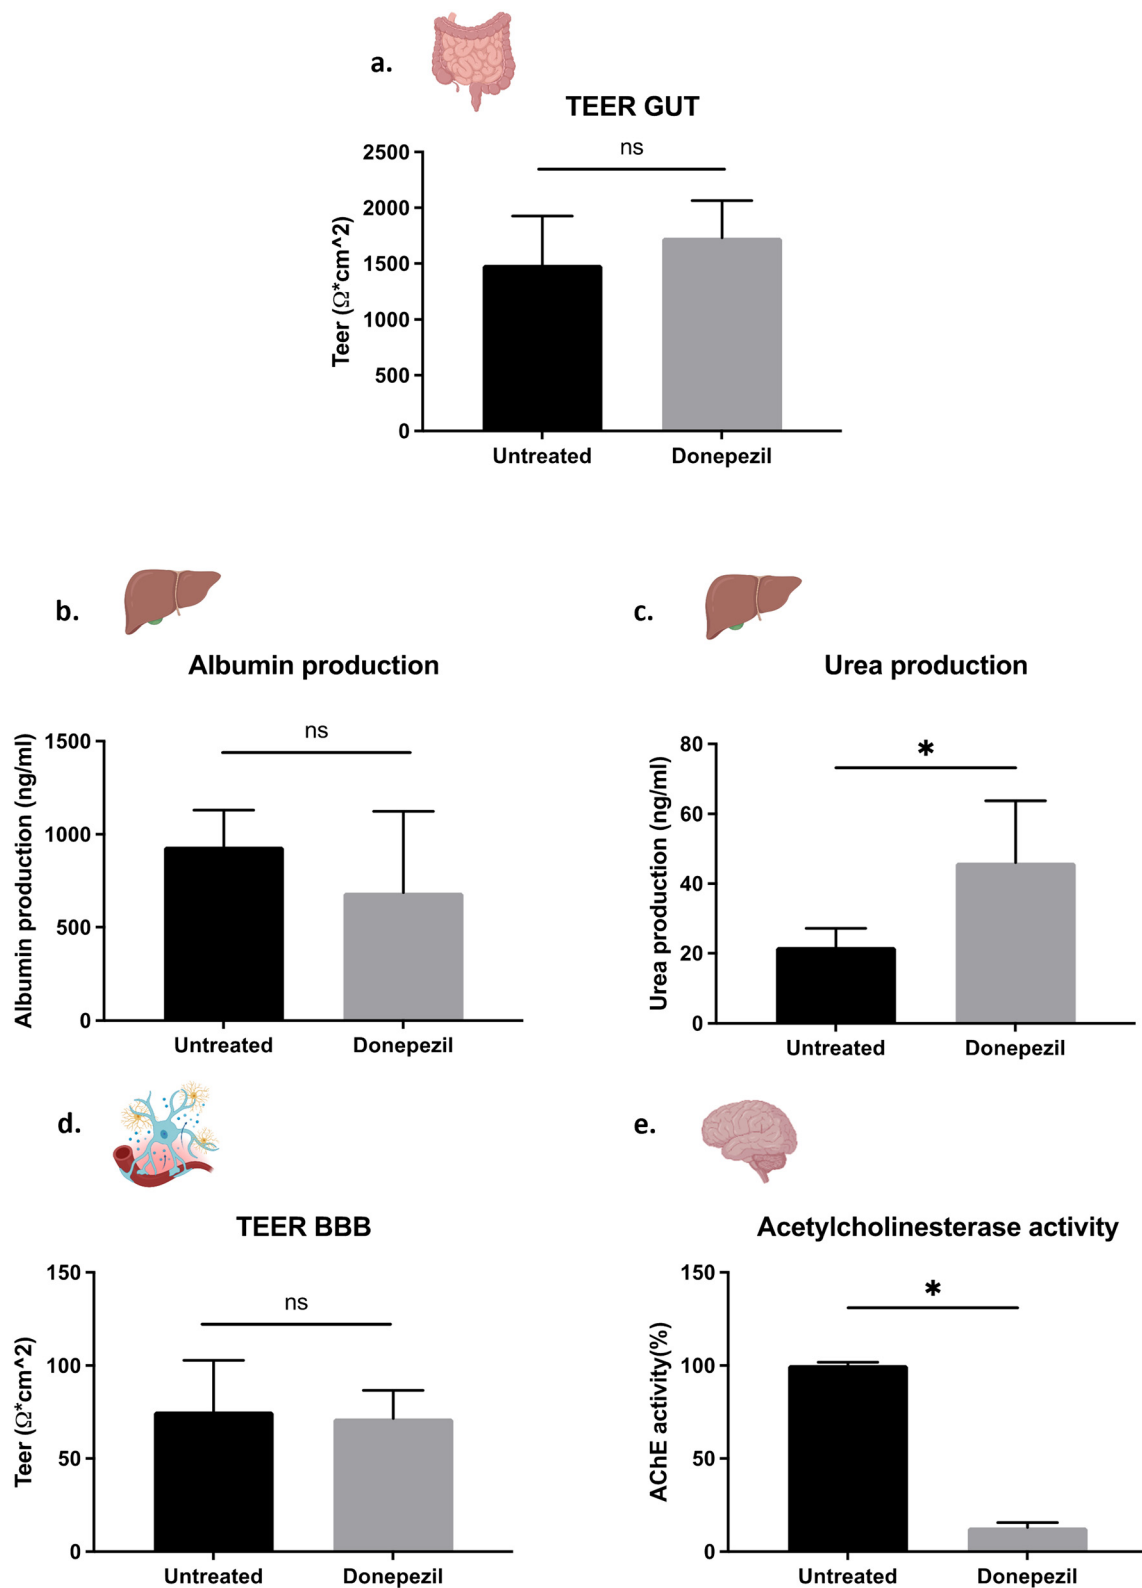 a.
TEER GUT
ns
2500
2000
1500
1000
500
0
Teer (Ω*cm^2)
Untreated Donepezil
b.
Albumin production
ns
1500
1000
500
0
Albumin production (ng/ml)
Untreated Donepezil
c.
Urea production
*
80
60
40
20
0
Urea production (ng/ml)
Untreated Donepezil
d.
TEER BBB
ns
150
100
50
0
Teer (Ω*cm^2)
Untreated Donepezil
e.
Acetylcholinesterase activity
*
150
100
50
0
AChE activity(%)
Untreated Donepezil